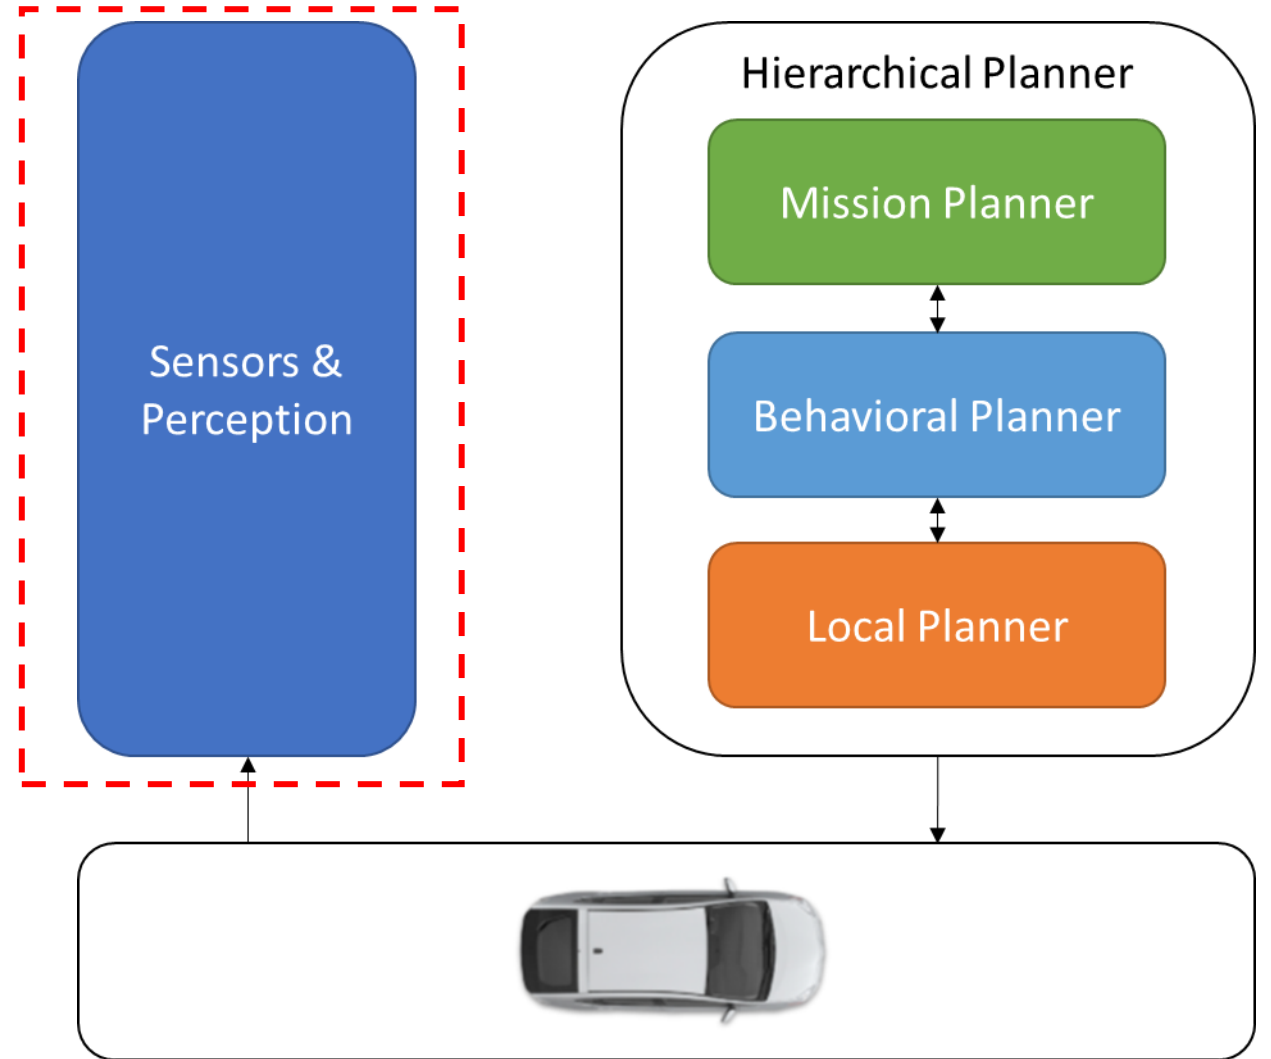 Sensors &
Perception
Hierarchical Planner
Mission Planner
Behavioral Planner
Local Planner